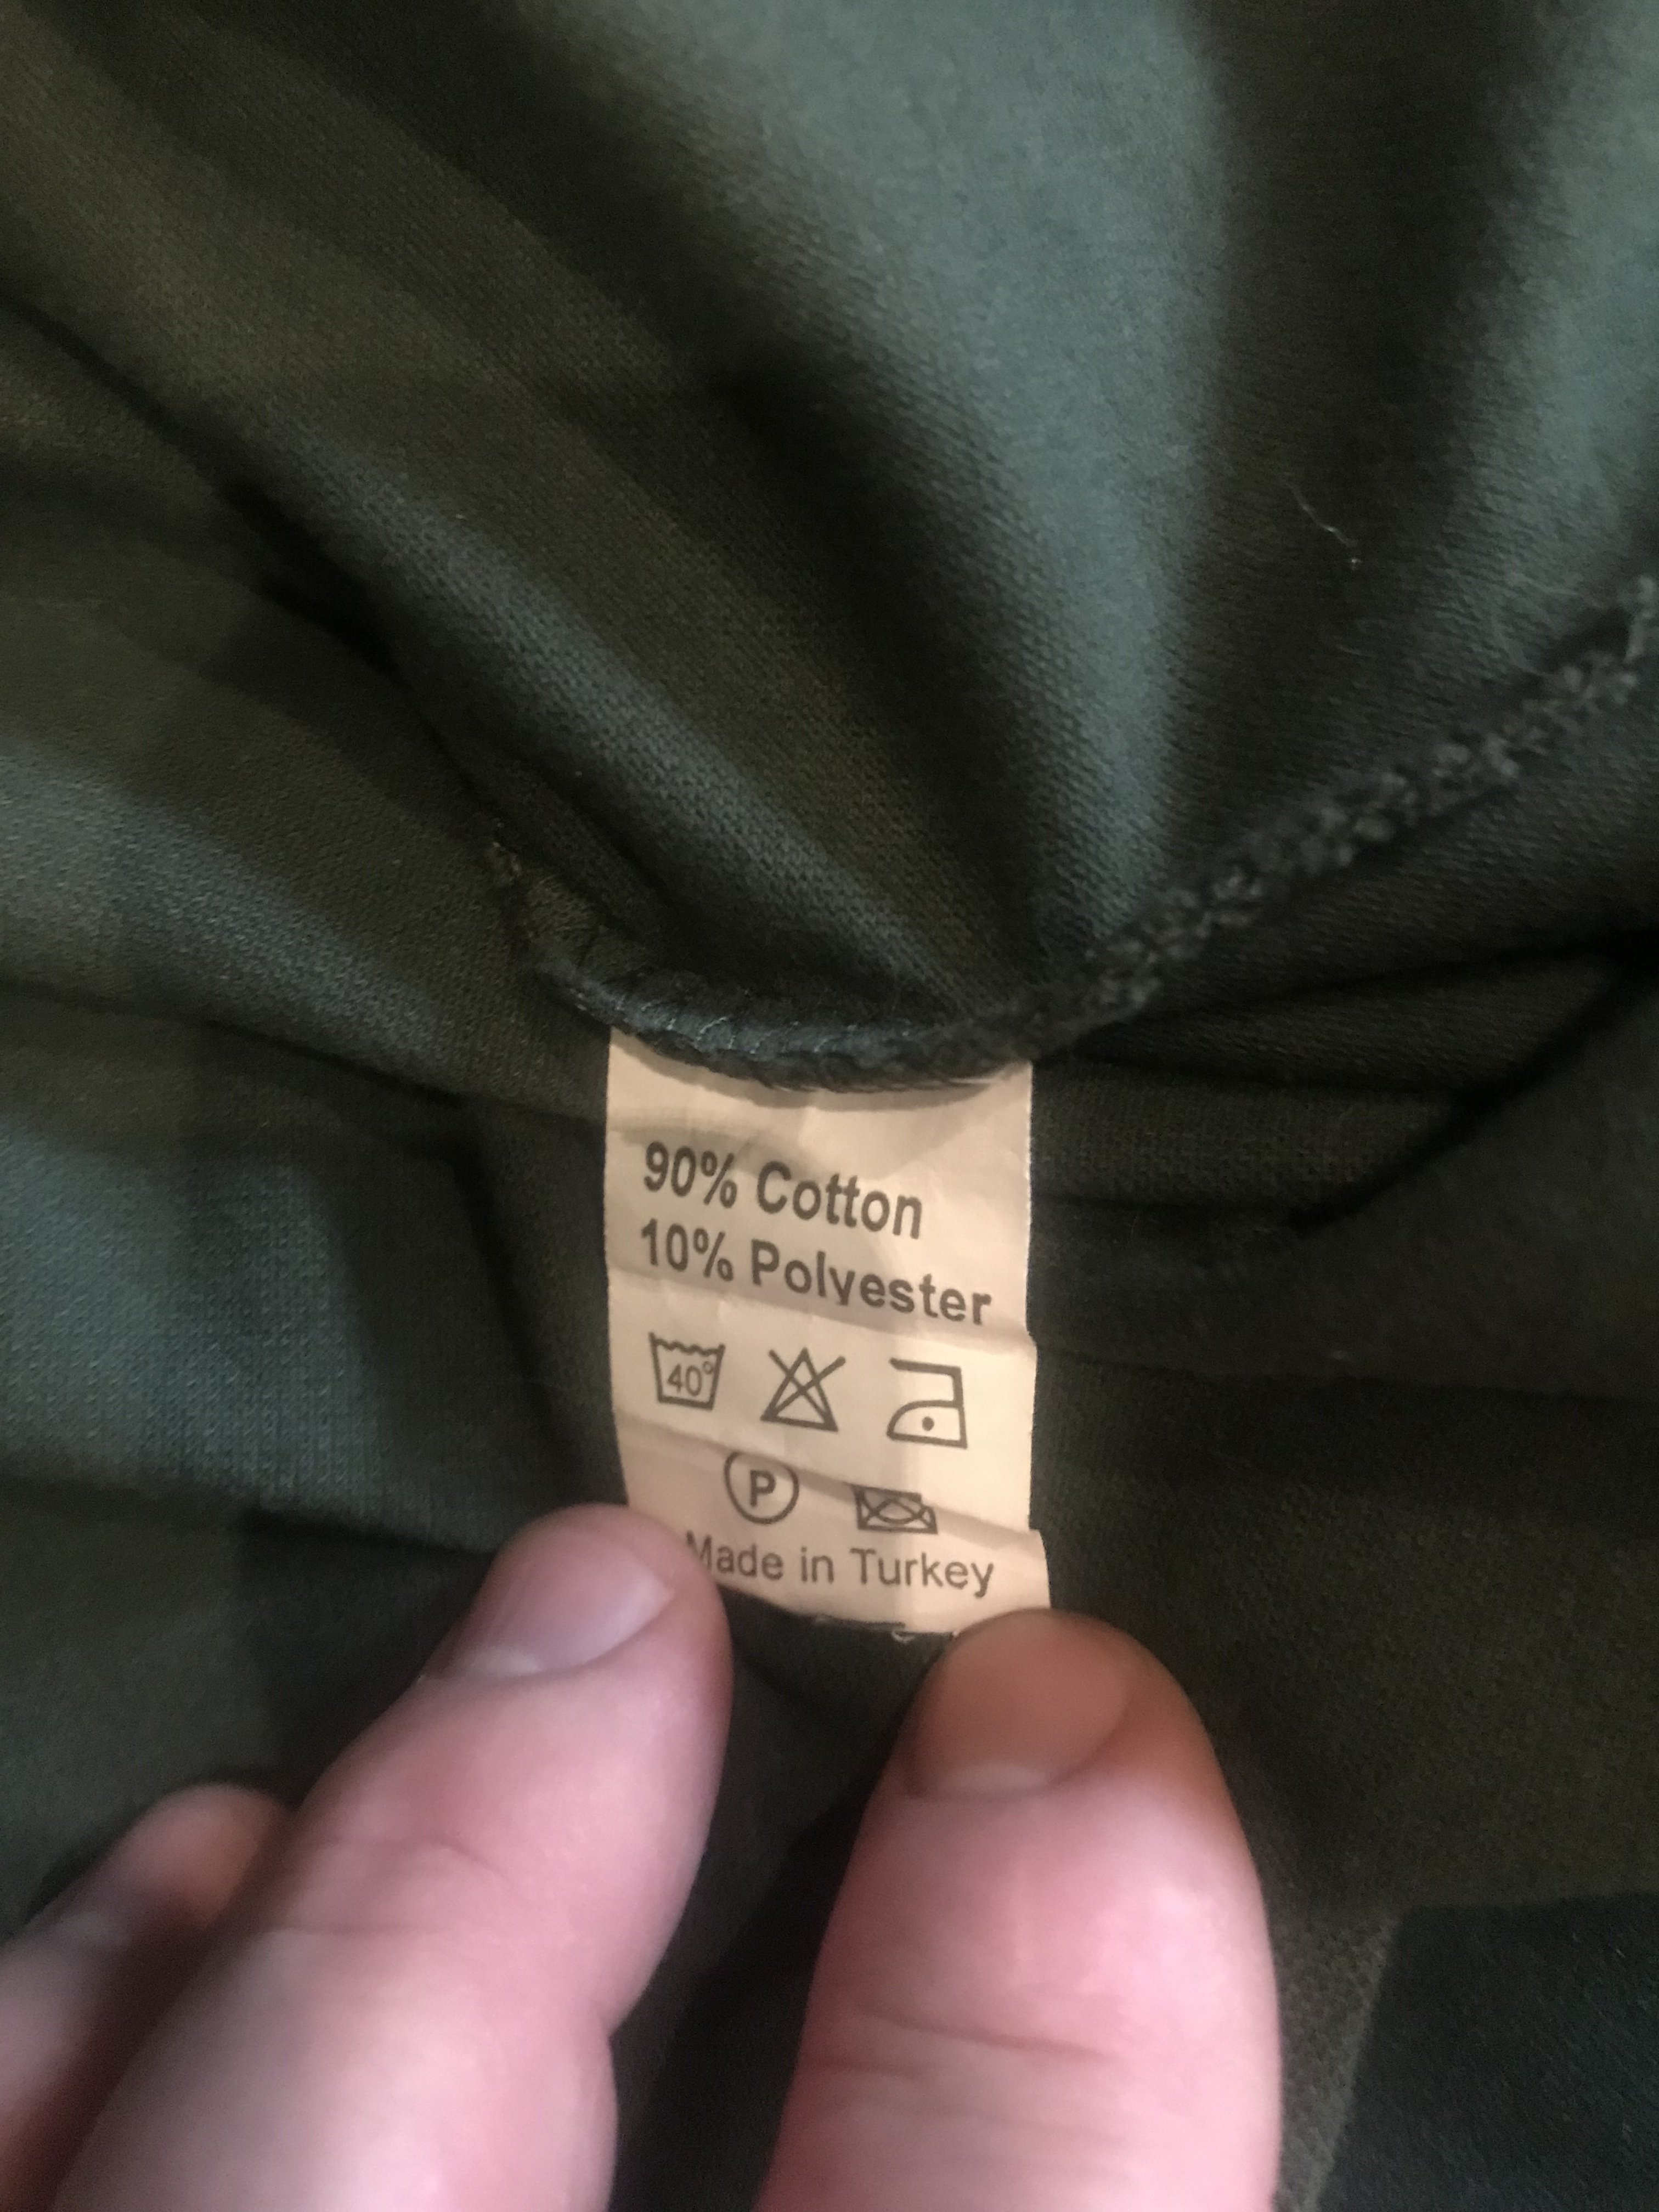 90% Cotton
10% Polyester
40°
P
Made in Turkey